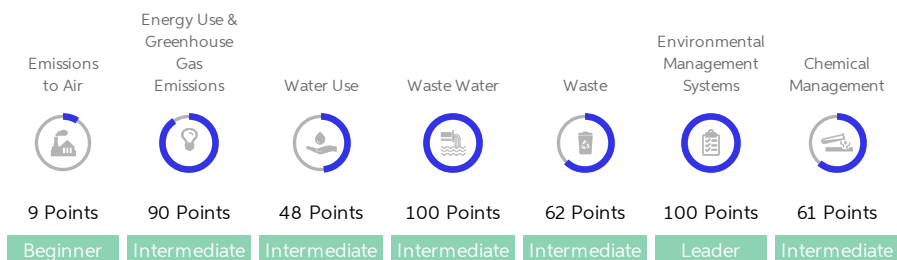 Emissions
to Air
Energy Use &
Greenhouse
Gas
Emissions
Water Use
Waste Water
Waste
Environmental
Management
Systems
Chemical
Management
9 Points
90 Points
48 Points
100 Points
62 Points
100 Points
61 Points
Beginner
Intermediate
Intermediate
Intermediate
Intermediate
Leader
Intermediate